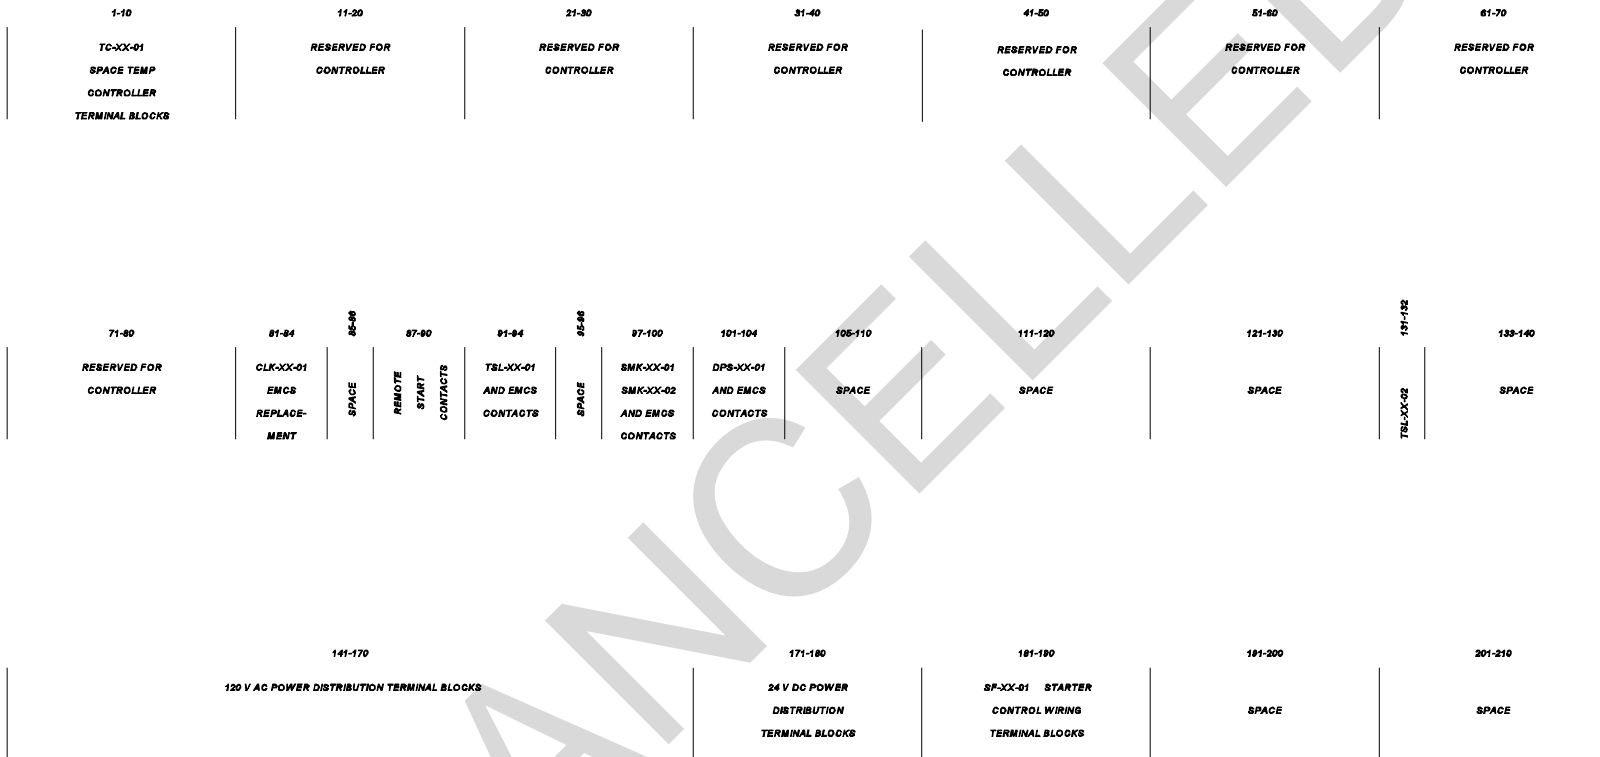 1-10
TC-XX-01
SPACE TEMP
CONTROLLER
TERMINAL BLOCKS
11-20
RESERVED FOR
CONTROLLER
21-30
RESERVED FOR
CONTROLLER
31-40
RESERVED FOR
CONTROLLER
41-50
RESERVED FOR
CONTROLLER
51-60
RESERVED FOR
CONTROLLER
61-70
RESERVED FOR
CONTROLLER
71-80
RESERVED FOR
CONTROLLER
81-84
CLK-XX-01
EMCS
REPLACE-
MENT
85-86
SPACE
87-90
REMOTE
START
CONTACTS
91-94
TSL-XX-01
AND EMCS
CONTACTS
95-96
SPACE
97-100
SMK-XX-01
SMK-XX-02
AND EMCS
CONTACTS
101-104
DPS-XX-01
AND EMCS
CONTACTS
105-110
SPACE
111-120
SPACE
121-130
SPACE
131-132
TSL-XX-02
133-140
SPACE
141-170
120 V AC POWER DISTRIBUTION TERMINAL BLOCKS
171-180
24 V DC POWER
DISTRIBUTION
TERMINAL BLOCKS
181-190
SF-XX-01 STARTER
CONTROL WIRING
TERMINAL BLOCKS
191-200
SPACE
201-210
SPACE
ANCELLED